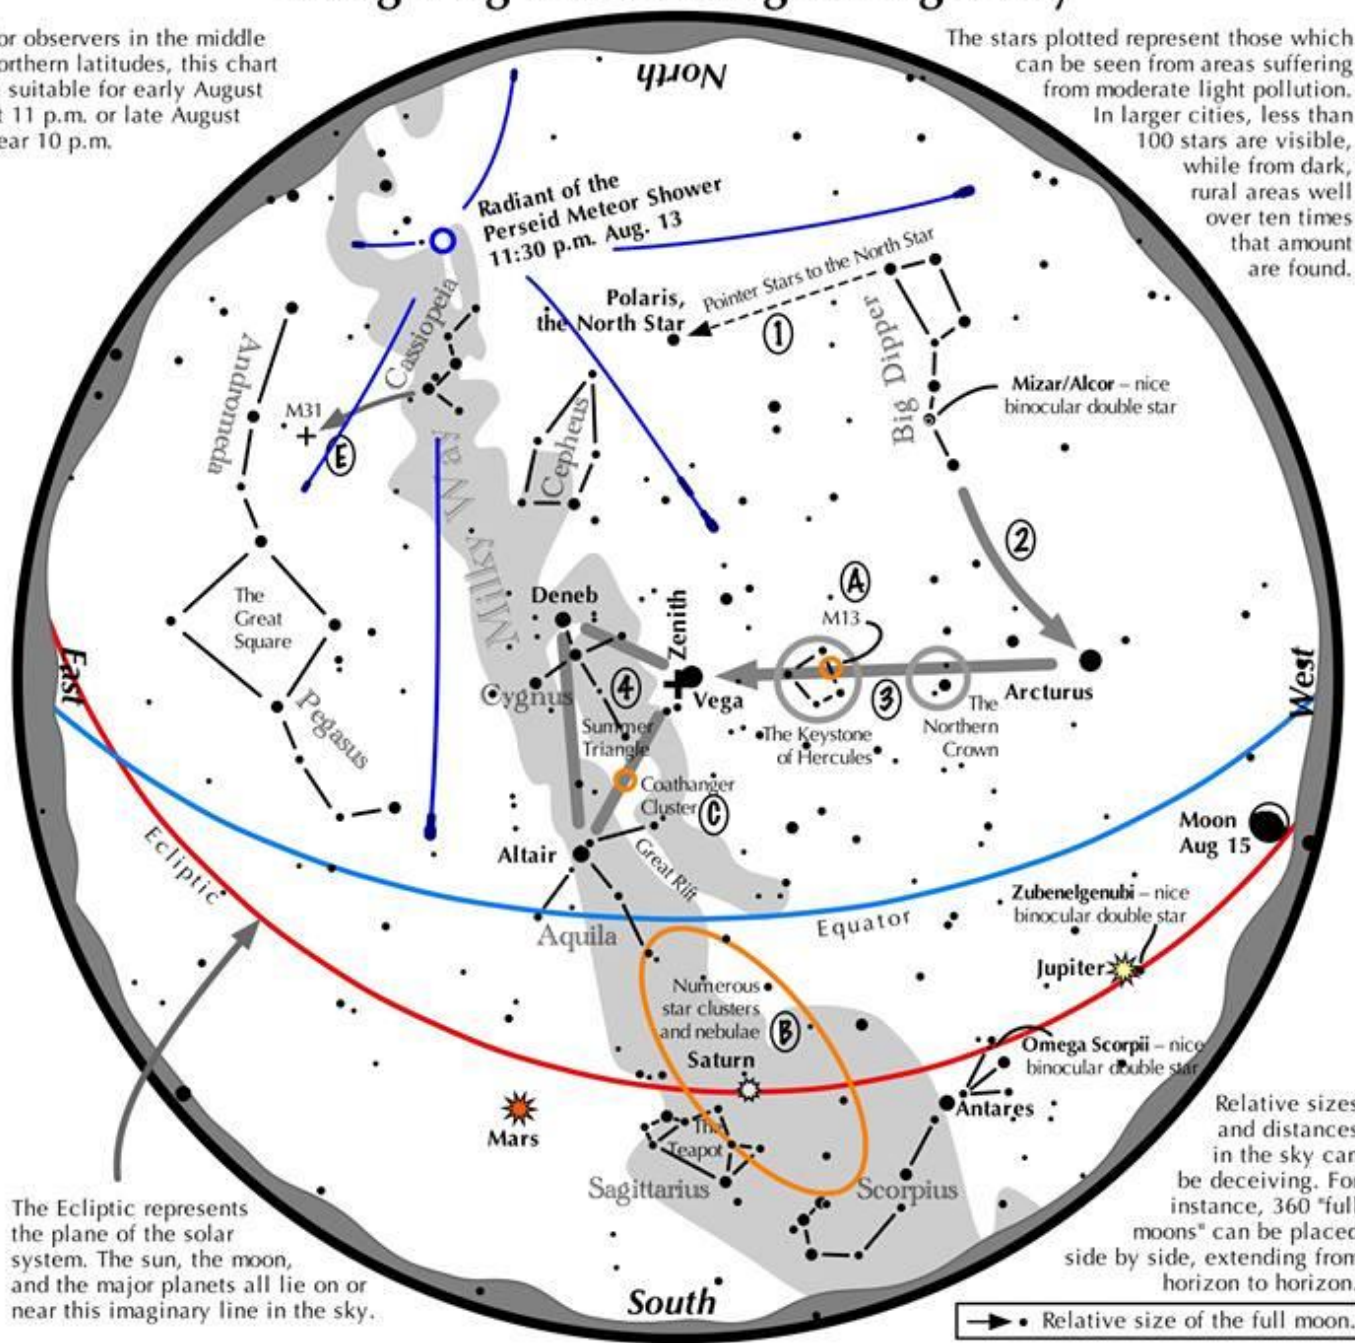 or observers in the middle
orthern latitudes, this chart
suitable for early August
t 11 p.m. or late August
ear 10 p.m.
The stars plotted represent those which
can be seen from areas suffering
from moderate light pollution.
In larger cities, less than
100 stars are visible,
while from dark,
rural areas well
over ten times
that amount
are found.
North
Radiant of the
Perseid Meteor Shower
11:30 p.m. Aug. 13
Polaris,
the North Star
Pointer Stars to the North Star
1
Big Dipper
Mizar/Alcor – nice
binocular double star
Cassiopeia
Andromeda
M31
E
Cepheus
Milky Way
2
The
Great
Square
Pegasus
Deneb
Zenith
A
M13
East
West
Cygnus
4
Vega
3
Arcturus
Summer
Triangle
The Keystone
of Hercules
The
Northern
Crown
Coathanger
Cluster
C
Moon
Aug 15
Altair
Great Rift
Ecliptic
Zubenelgenubi – nice
binocular double star
Equator
Aquila
Jupiter
Numerous
star clusters
and nebulae
B
Saturn
Omega Scorpii – nice
binocular double star
Antares
Mars
The
Teapot
Sagittarius
Scorpius
Relative sizes
and distances
in the sky can
be deceiving. For
instance, 360 "full
moons" can be placed
side by side, extending from
horizon to horizon.
The Ecliptic represents
the plane of the solar
system. The sun, the moon,
and the major planets all lie on or
near this imaginary line in the sky.
South
Relative size of the full moon.